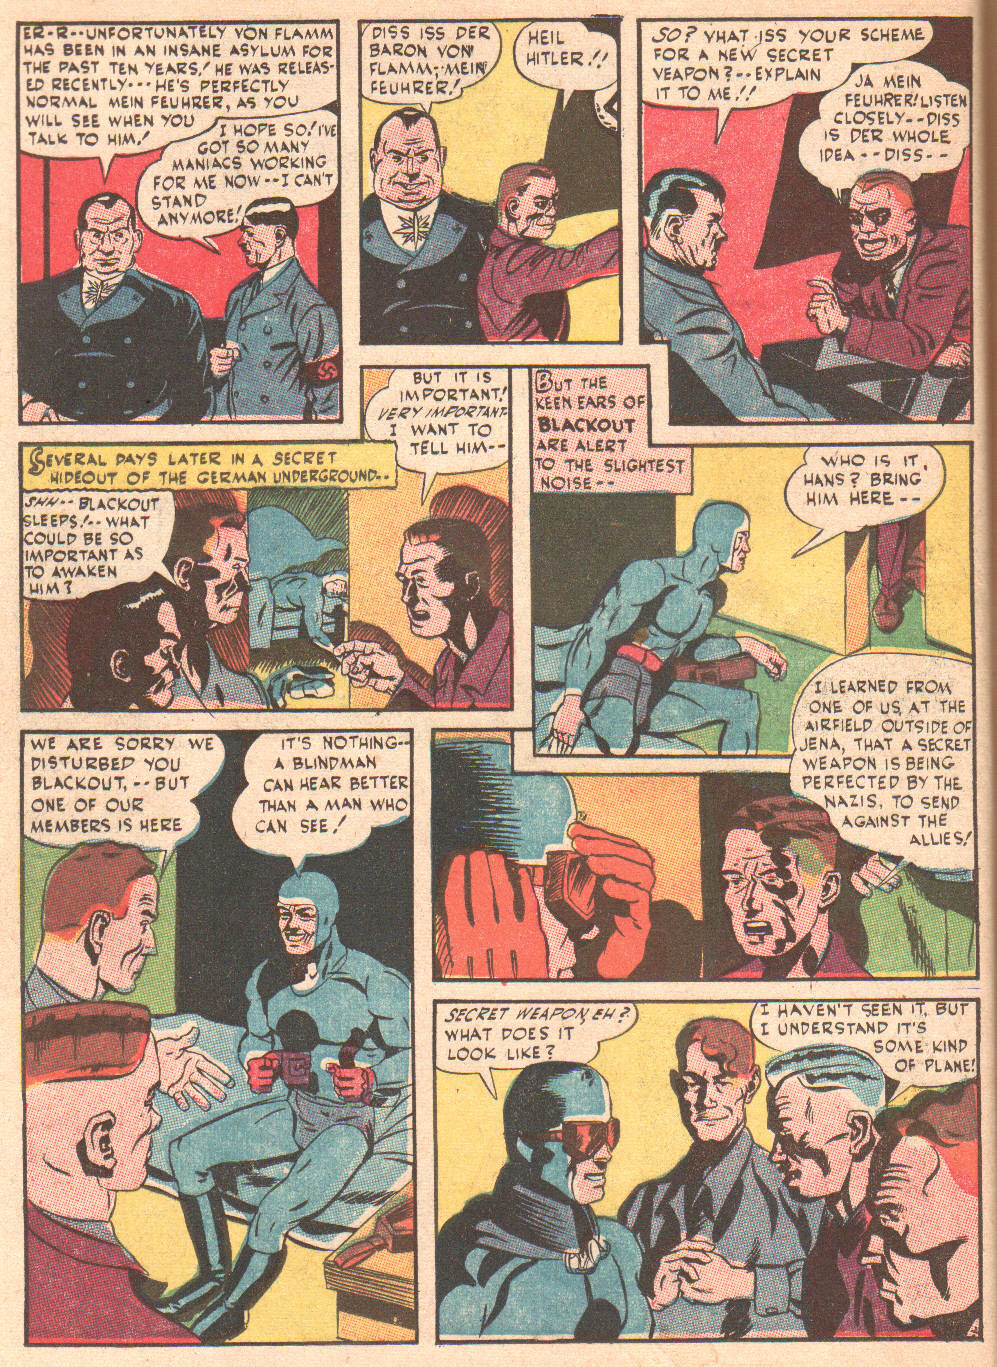 ER-R--UNFORTUNATELY VON FLAMM
HAS BEEN IN AN INSANE ASYLUM FOR
THE PAST TEN YEARS! HE WAS RELEAS-
ED RECENTLY--- HE'S PERFECTLY
NORMAL MEIN FEUHRER, AS YOU
WILL SEE WHEN YOU
TALK TO HIM!
I HOPE SO! I'VE
GOT SO MANY
MANIACS WORKING
FOR ME NOW--I CAN'T
STAND
ANYMORE!
DISS ISS DER
BARON VON
FLAMM, MEIN
FEUHRER!
HEIL
HITLER!!
SO? VHAT ISS YOUR SCHEME
FOR A NEW SECRET
VEAPON?--EXPLAIN
IT TO ME!!
JA MEIN
FEUHRER! LISTEN
CLOSELY--DISS
IS DER WHOLE
IDEA--DISS--
SEVERAL DAYS LATER IN A SECRET
HIDEOUT OF THE GERMAN UNDERGROUND--
SHH-- BLACKOUT
SLEEPS!--WHAT
COULD BE SO
IMPORTANT AS
TO AWAKEN
HIM?
BUT IT IS
IMPORTANT!
VERY IMPORTANT-
I WANT TO
TELL HIM--
BUT THE
KEEN EARS OF
BLACKOUT
ARE ALERT
TO THE SLIGHTEST
NOISE--
WHO IS IT,
HANS? BRING
HIM HERE--
WE ARE SORRY WE
DISTURBED YOU
BLACKOUT,--BUT
ONE OF OUR
MEMBERS IS HERE
IT'S NOTHING--
A BLINDMAN
CAN HEAR BETTER
THAN A MAN WHO
CAN SEE!
I LEARNED FROM
ONE OF US AT THE
AIRFIELD OUTSIDE OF
JENA, THAT A SECRET
WEAPON IS BEING
PERFECTED BY THE
NAZIS, TO SEND
AGAINST THE
ALLIES!
SECRET WEAPON, EH?
WHAT DOES IT
LOOK LIKE?
I HAVEN'T SEEN IT, BUT
I UNDERSTAND IT'S
SOME KIND
OF PLANE!